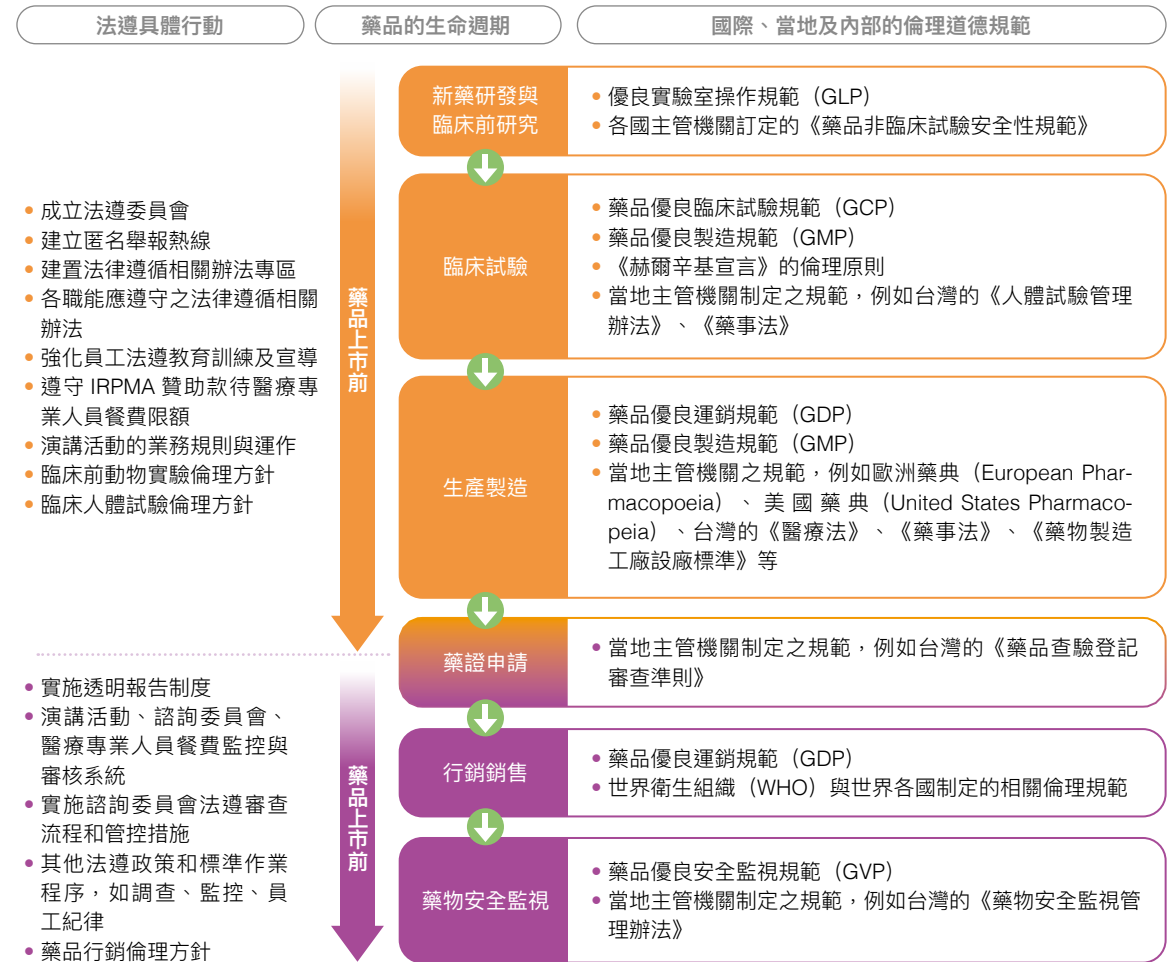 法遵具體行動
藥品的生命週期
國際、當地及內部的倫理道德規範
• 成立法遵委員會
• 建立匿名舉報熱線
• 建置法律遵循相關辦法專區
• 各職能應遵守之法律遵循相關
辦法
• 強化員工法遵教育訓練及宣導
• 遵守 IRPMA 贊助款待醫療專
業人員餐費限額
• 演講活動的業務規則與運作
• 臨床前動物實驗倫理方針
• 臨床人體試驗倫理方針
藥品上市前
新藥研發與
臨床前研究
• 優良實驗室操作規範（GLP）
• 各國主管機關訂定的《藥品非臨床試驗安全性規範》
臨床試驗
• 藥品優良臨床試驗規範（GCP）
• 藥品優良製造規範（GMP）
• 《赫爾辛基宣言》的倫理原則
• 當地主管機關制定之規範，例如台灣的《人體試驗管理
辦法》、《藥事法》
生產製造
• 藥品優良運銷規範（GDP）
• 藥品優良製造規範（GMP）
• 當地主管機關之規範，例如歐洲藥典（European Phar-
macopoeia）、美國藥典（United States Pharmaco-
peia）、台灣的《醫療法》、《藥事法》、《藥物製造
工廠設廠標準》等
藥證申請
• 當地主管機關制定之規範，例如台灣的《藥品查驗登記
審查準則》
• 實施透明報告制度
• 演講活動、諮詢委員會、
醫療專業人員餐費監控與
審核系統
• 實施諮詢委員會法遵審查
流程和管控措施
• 其他法遵政策和標準作業
程序，如調查、監控、員
工紀律
• 藥品行銷倫理方針
藥品上市前
行銷銷售
• 藥品優良運銷規範（GDP）
• 世界衛生組織（WHO）與世界各國制定的相關倫理規範
藥物安全監視
• 藥品優良安全監視規範（GVP）
• 當地主管機關制定之規範，例如台灣的《藥物安全監視管
理辦法》